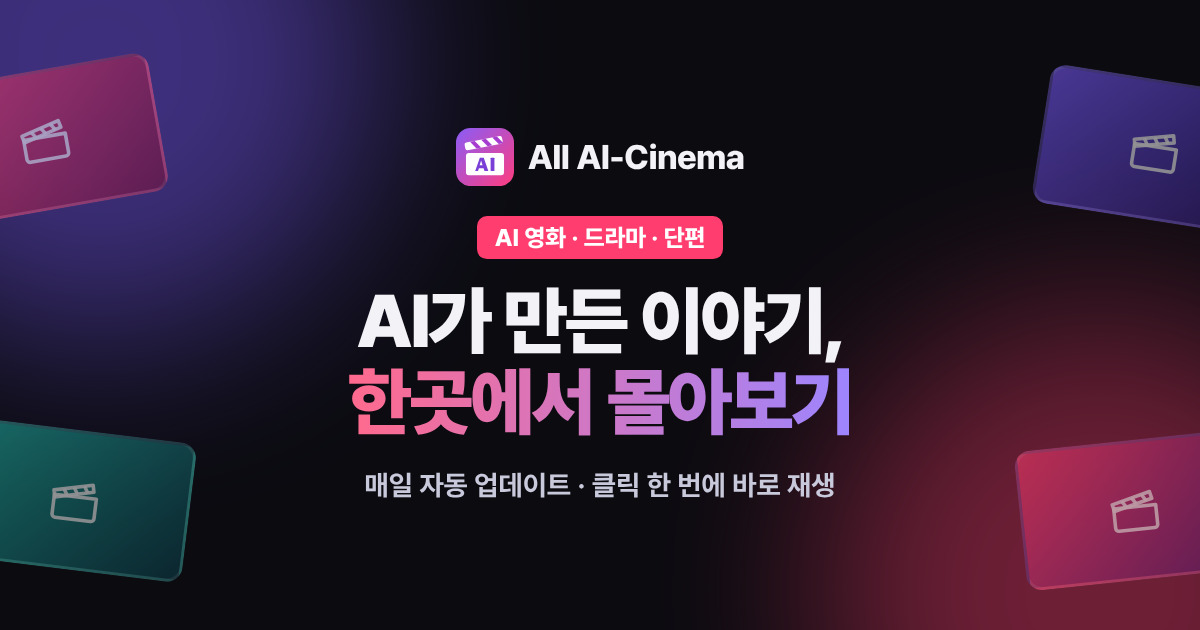 AI
All AI-Cinema
AI 영화 · 드라마 · 단편
AI가 만든 이야기,
한곳에서 몰아보기
매일 자동 업데이트 · 클릭 한 번에 바로 재생